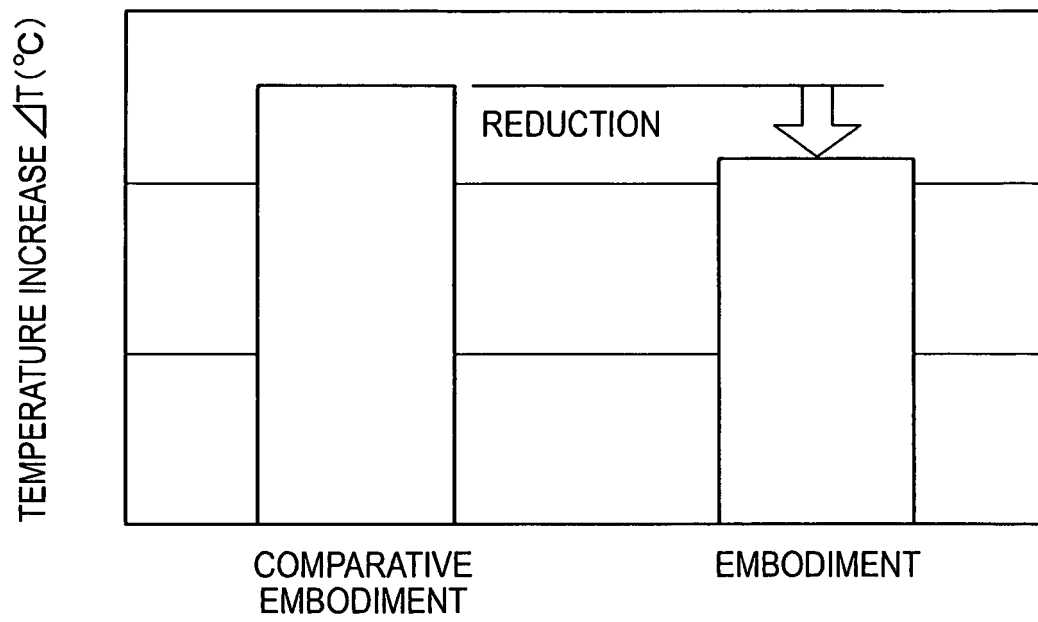 TEMPERATURE INCREASE ⊿T(°C)
REDUCTION
COMPARATIVE
EMBODIMENT
EMBODIMENT